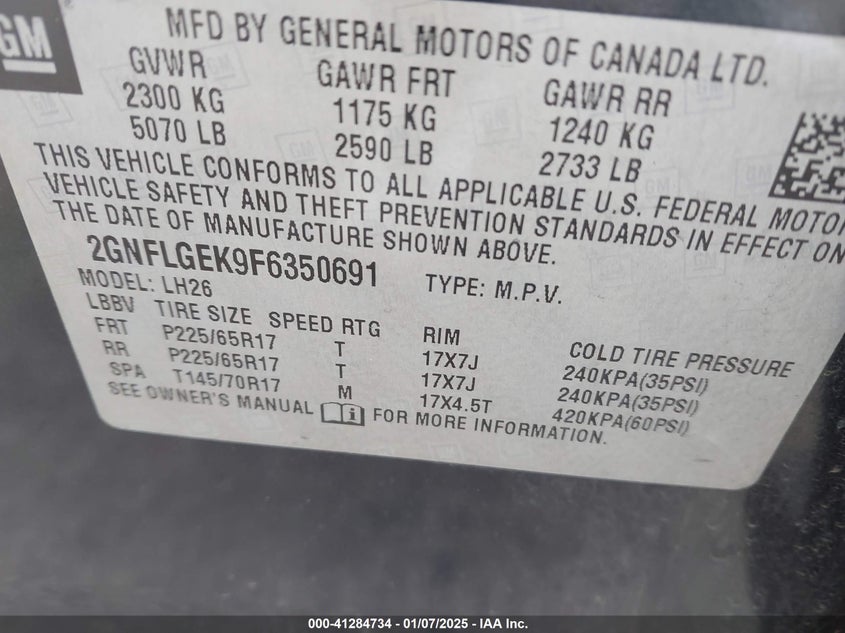 GM
MFD BY GENERAL MOTORS OF CANADA LTD.
GVWR GAWR FRT GAWR RR
2300 KG 1175 KG 1240 KG
5070 LB 2590 LB 2733 LB
THIS VEHICLE CONFORMS TO ALL APPLICABLE U.S. FEDERAL MOTOR
VEHICLE SAFETY AND THEFT PREVENTION STANDARDS IN EFFECT ON
THE DATE OF MANUFACTURE SHOWN ABOVE.
2GNFLGEK9F6350691 TYPE: M.P.V.
MODEL: LH26
LBBV TIRE SIZE SPEED RTG RIM COLD TIRE PRESSURE
FRT P225/65R17 T 17X7J 240KPA(35PSI)
RR P225/65R17 T 17X7J 240KPA(35PSI)
SPA T145/70R17 M 17X4.5T 420KPA(60PSI)
SEE OWNER'S MANUAL i FOR MORE INFORMATION.
000-41284734 - 01/07/2025 - IAA Inc.